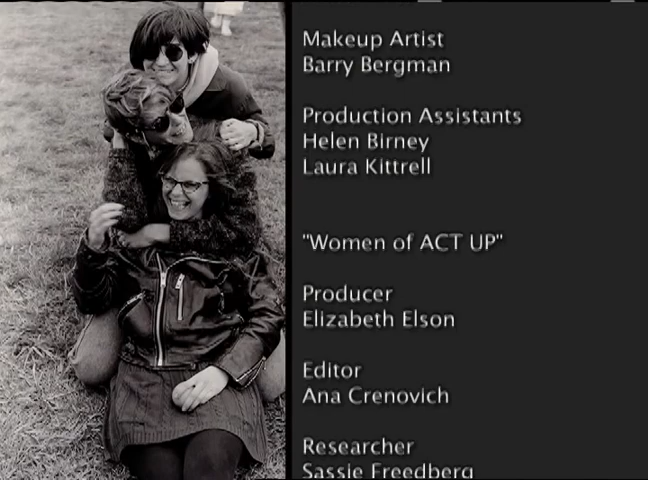 Makeup Artist
Barry Bergman
Production Assistants
Helen Birney
Laura Kittrell
"Women of ACT UP"
Producer
Elizabeth Elson
Editor
Ana Crenovich
Researcher
Sassie Freedberg